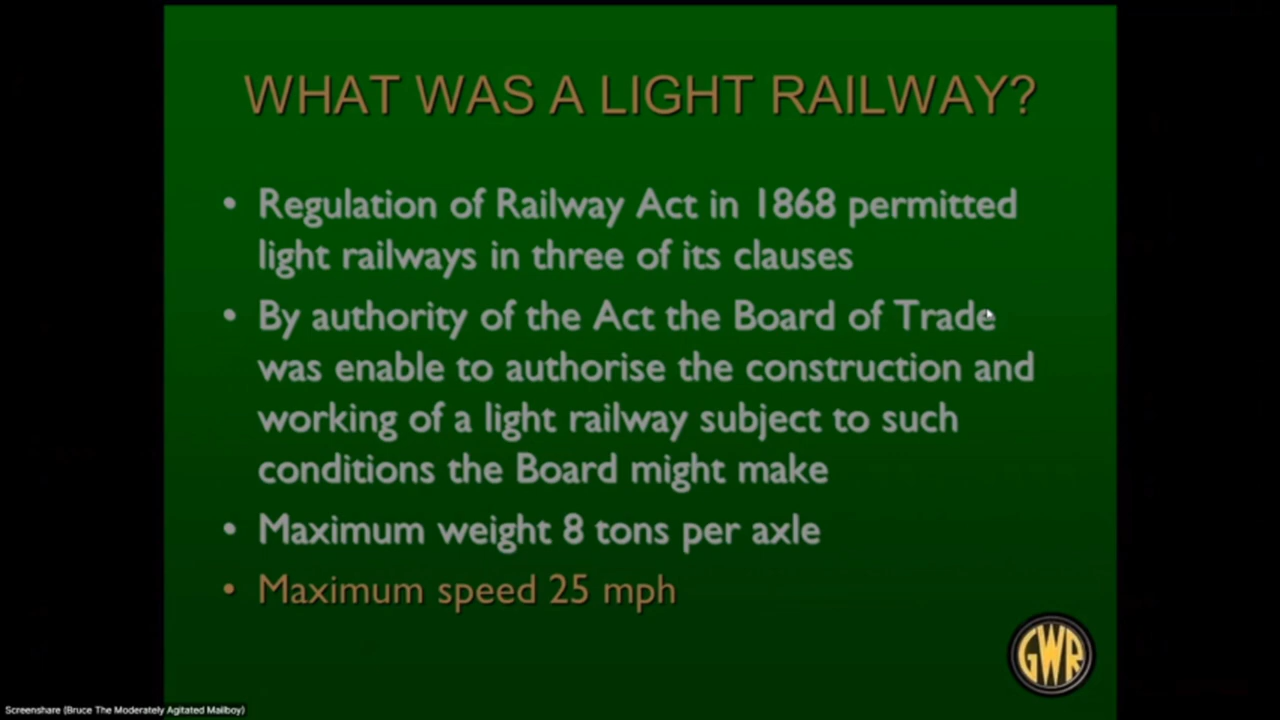 WHAT WAS A LIGHT RAILWAY?
• Regulation of Railway Act in 1868 permitted
light railways in three of its clauses
• By authority of the Act the Board of Trade
was enable to authorise the construction and
working of a light railway subject to such
conditions the Board might make
• Maximum weight 8 tons per axle
• Maximum speed 25 mph
GWR
Screenshare (Bruce The Moderately Agitated Mailboy)